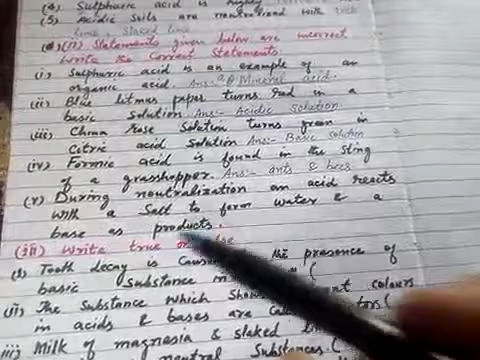 (4) Sulphuric acid is highly
(5) Acidic soils are neutralized with
lime, slaked lime
(ii) Statements given below are incorrect
Write the correct statements.
(i) Sulphuric acid is an example of an
organic acid. Ans:- Mineral acid.
(ii) Blue litmus paper turns red in a
basic solution Ans:- Acidic solution.
(iii) China rose solution turns green in
citric acid solution Ans:- Basic solution
(iv) Formic acid is found in the sting
of a grasshopper. Ans:- ants & bees
(v) During neutralization an acid reacts
with a salt to form water & a
base as products.
(iii) Write true or false
(i) Tooth decay is caused the presence of
basic substance in (
(ii) The substance which show colours
in acids & bases are (
(iii) Milk of magnesia & slaked
neutral substances (